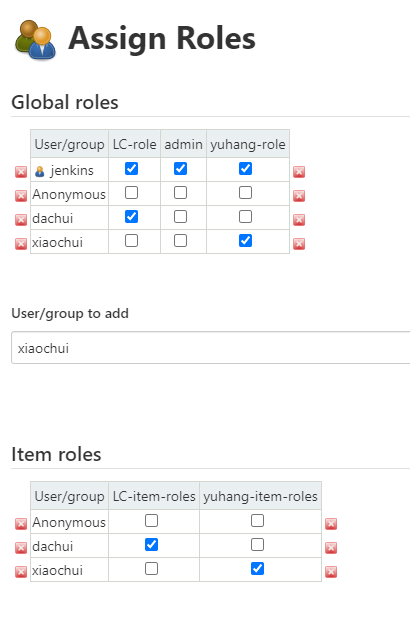 Assign Roles
Global roles
User/group LC-role admin yuhang-role
jenkins
Anonymous
dachui
xiaochui
User/group to add
xiaochui
Item roles
User/group LC-item-roles yuhang-item-roles
Anonymous
dachui
xiaochui